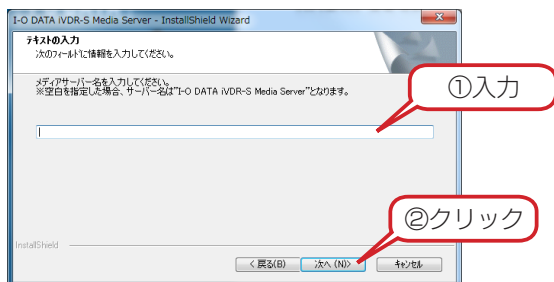 I-O DATA iVDR-S Media Server - InstallShield Wizard
テキストの入力
次のフィールドに情報を入力してください。
メディアサーバー名を入力してください。
※空白を指定した場合、サーバー名は"I-O DATA iVDR-S Media Server"となります。
①入力
②クリック
InstallShield
< 戻る(B)
次へ (N)>
キャンセル